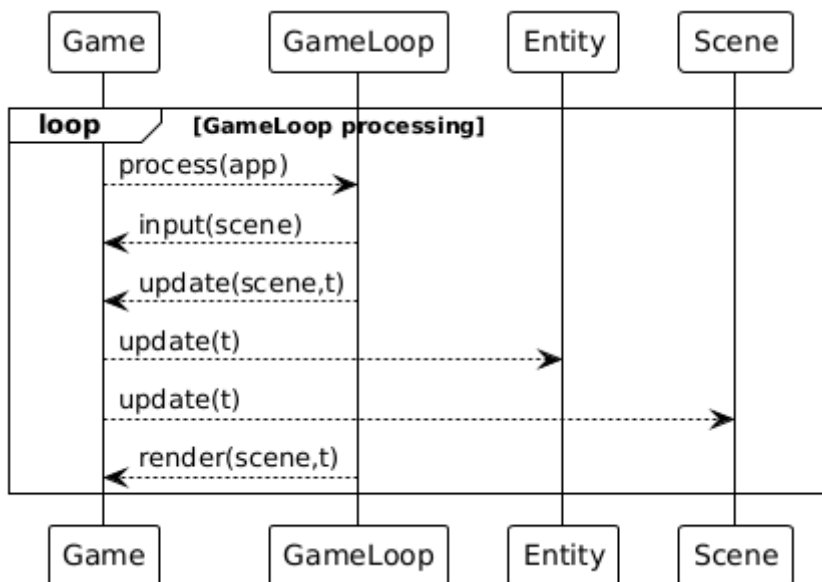 Game GameLoop Entity Scene
loop [GameLoop processing]
process(app)
input(scene)
update(scene,t)
update(t)
update(t)
render(scene,t)
Game GameLoop Entity Scene